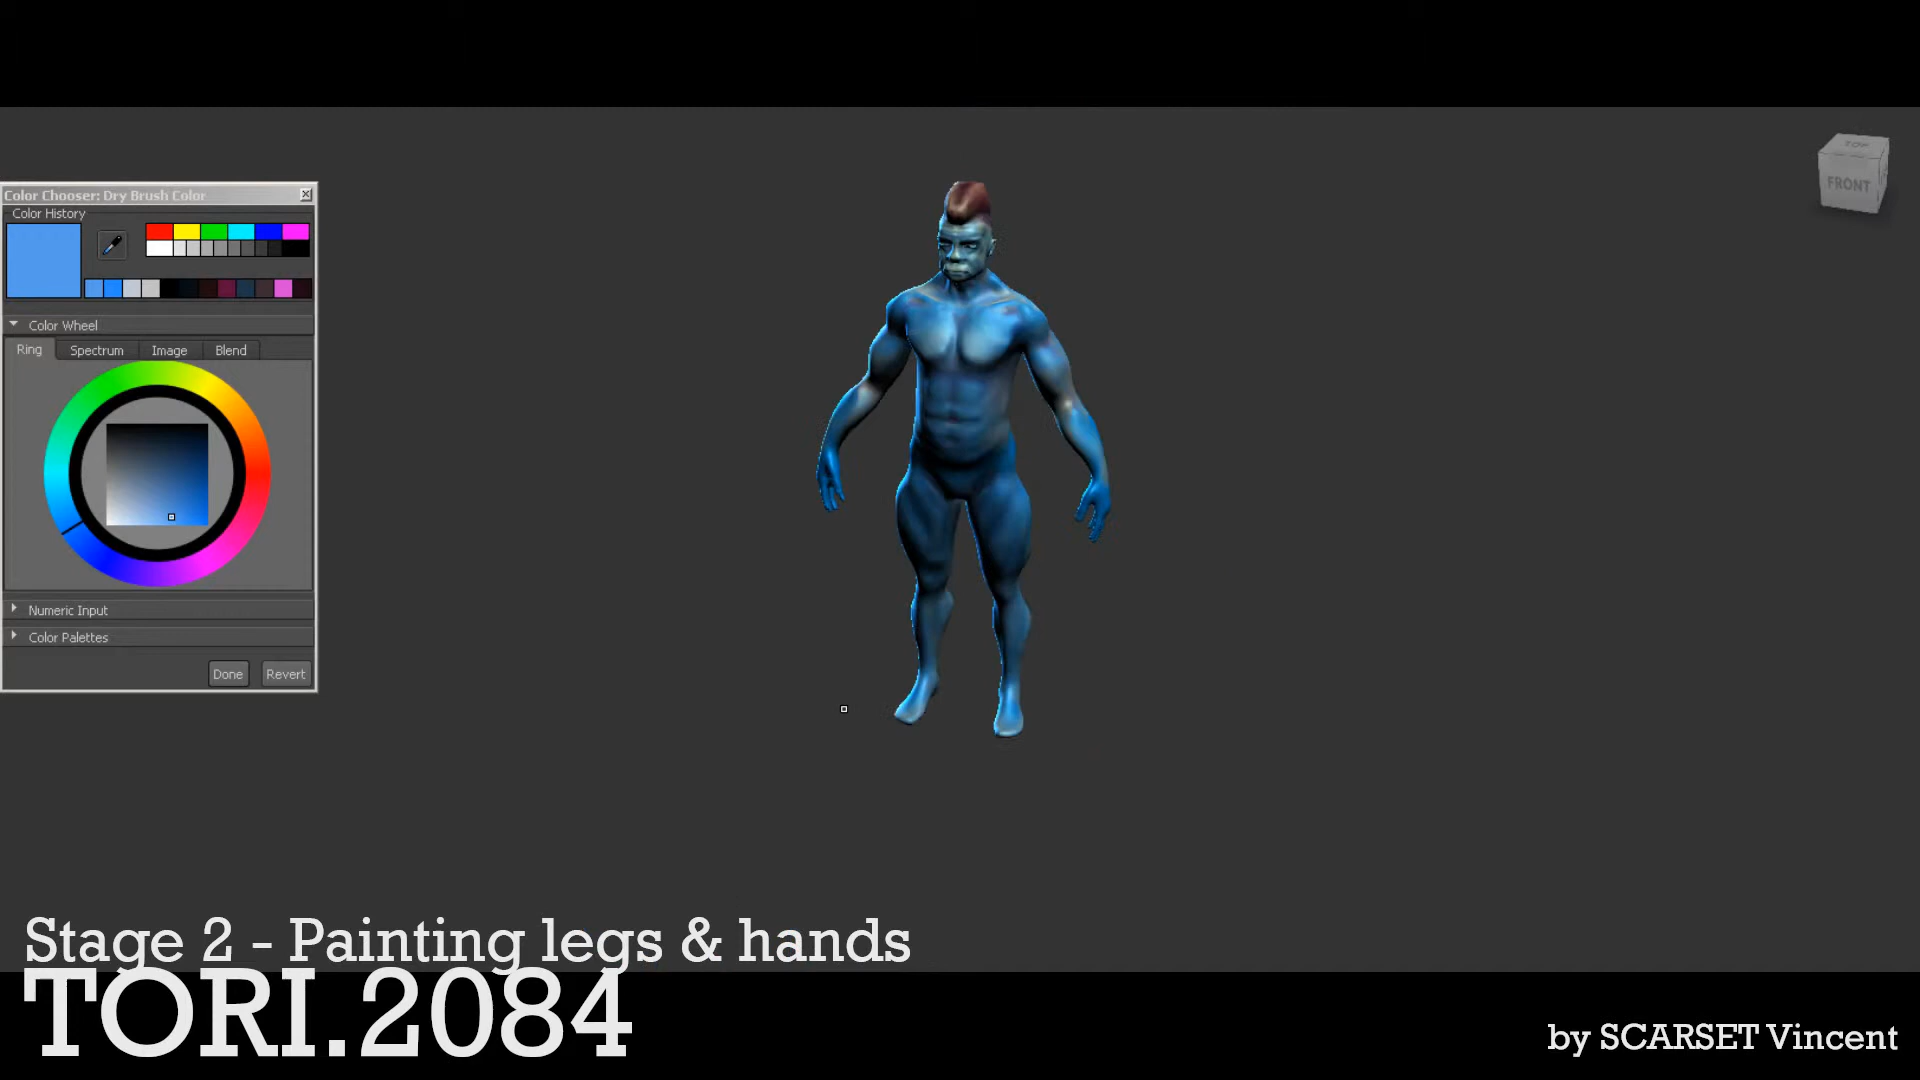 Color Chooser: Dry Brush Color
Color History
Color Wheel
Ring Spectrum Image Blend
Numeric Input
Color Palettes
Done Revert
TOP
FRONT
Stage 2 - Painting legs & hands
TORI.2084
by SCARSET Vincent